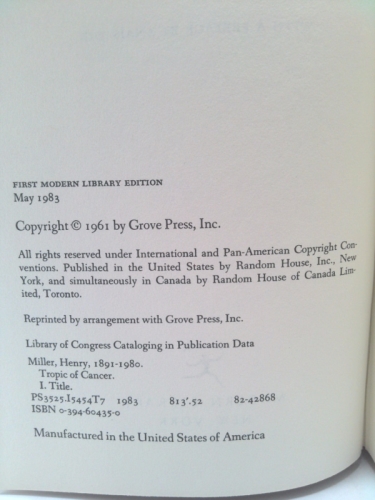 FIRST MODERN LIBRARY EDITION
May 1983
Copyright © 1961 by Grove Press, Inc.
All rights reserved under International and Pan-American Copyright Con-
ventions. Published in the United States by Random House, Inc., New
York, and simultaneously in Canada by Random House of Canada Lim-
ited, Toronto.
Reprinted by arrangement with Grove Press, Inc.
Library of Congress Cataloging in Publication Data
Miller, Henry, 1891-1980.
Tropic of Cancer.
I. Title.
PS3525.I5454T7 1983 813'.52 82-42868
ISBN 0-394-60435-0
Manufactured in the United States of America